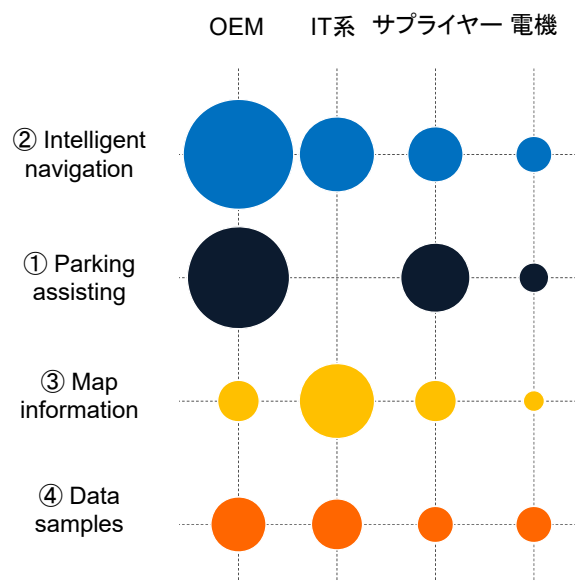 OEM IT系 サプライヤー 電機
② Intelligent
navigation
① Parking
assisting
③ Map
information
④ Data
samples